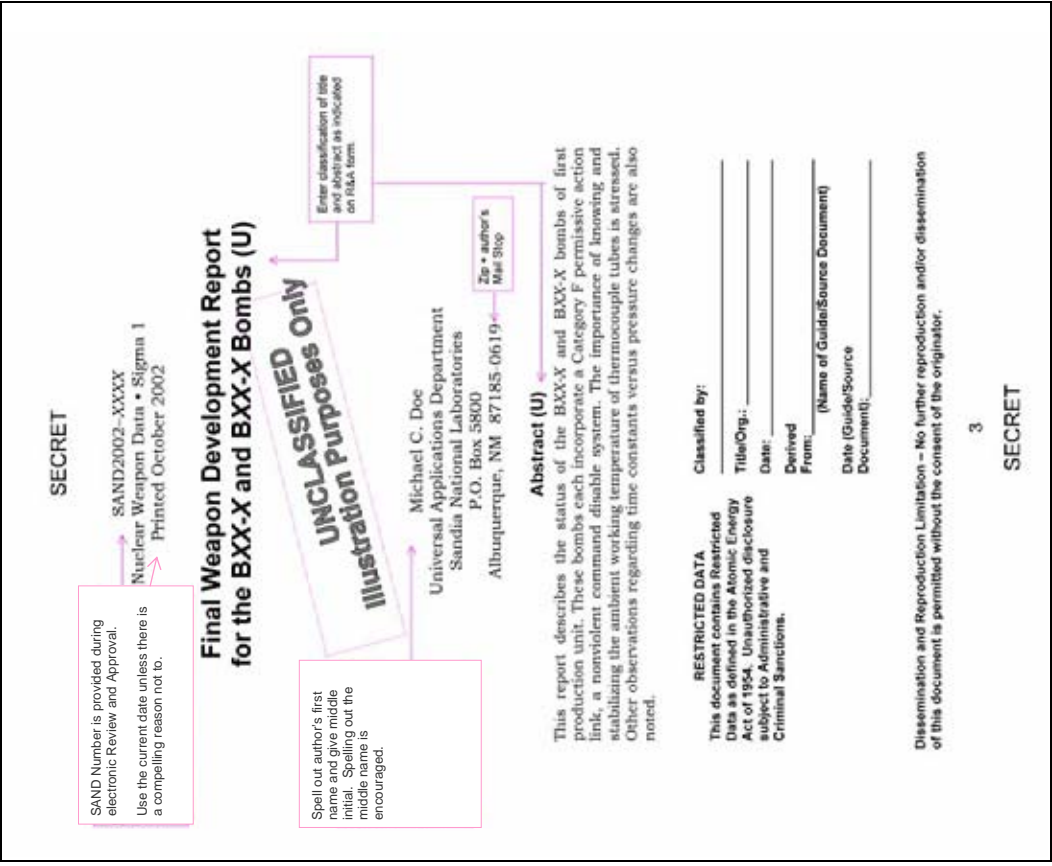 SECRET
SAND2002–XXXX
Nuclear Weapon Data • Sigma 1
Printed October 2002
SAND Number is provided during
electronic Review and Approval.
Use the current date unless there is
a compelling reason not to.
Final Weapon Development Report
for the BXX-X and BXX-X Bombs (U)
Enter classification of title
and abstract as indicated
on R&A form.
UNCLASSIFIED
Illustration Purposes Only
Spell out author's first
name and give middle
initial. Spelling out the
middle name is
encouraged.
Michael C. Doe
Universal Applications Department
Sandia National Laboratories
P.O. Box 5800
Albuquerque, NM 87185-0619
Zip + author's
Mail Stop
Abstract (U)
This report describes the status of the BXX-X and BXX-X bombs of first
production unit. These bombs each incorporate a Category F permissive action
link, a nonviolent command disable system. The importance of knowing and
stabilizing the ambient working temperature of thermocouple tubes is stressed.
Other observations regarding time constants versus pressure changes are also
noted.
RESTRICTED DATA
This document contains Restricted
Data as defined in the Atomic Energy
Act of 1954. Unauthorized disclosure
subject to Administrative and
Criminal Sanctions.
Classified by:
Title/Org.:
Date:
Derived
From:
(Name of Guide/Source Document)
Date (Guide/Source
Document):
Dissemination and Reproduction Limitation – No further reproduction and/or dissemination
of this document is permitted without the consent of the originator.
3
SECRET